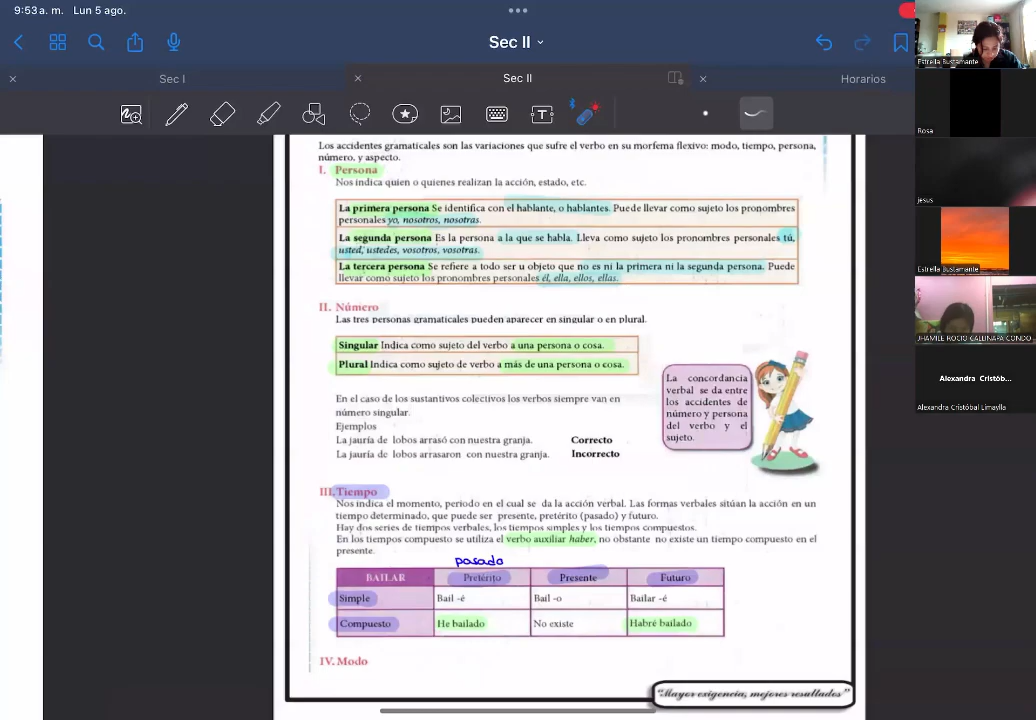 9:53 a. m. Lun 5 ago.
Sec II
Sec I
Sec II
Horarios
Los accidentes gramaticales son las variaciones que sufre el verbo en su morfema flexivo: modo, tiempo, persona,
número, y aspecto.
I. Persona
Nos indica quien o quienes realizan la acción, estado, etc.
La primera persona Se identifica con el hablante, o hablantes. Puede llevar como sujeto los pronombres
personales yo, nosotros, nosotras.
La segunda persona Es la persona a la que se habla. Lleva como sujeto los pronombres personales tú,
usted, ustedes, vosotros, vosotras.
La tercera persona Se refiere a todo ser u objeto que no es ni la primera ni la segunda persona. Puede
llevar como sujeto los pronombres personales él, ella, ellos, ellas.
II. Número
Las tres personas gramaticales pueden aparecer en singular o en plural.
Singular Indica como sujeto del verbo a una persona o cosa.
Plural Indica como sujeto de verbo a más de una persona o cosa.
La concordancia
verbal se da entre
los accidentes de
número y persona
del verbo y el
sujeto.
En el caso de los sustantivos colectivos los verbos siempre van en
número singular.
Ejemplos
La jauría de lobos arrasó con nuestra granja. Correcto
La jauría de lobos arrasaron con nuestra granja. Incorrecto
III. Tiempo
Nos indica el momento, periodo en el cual se da la acción verbal. Las formas verbales sitúan la acción en un
tiempo determinado, que puede ser presente, pretérito (pasado) y futuro.
Hay dos series de tiempos verbales, los tiempos simples y los tiempos compuestos.
En los tiempos compuesto se utiliza el verbo auxiliar haber, no obstante no existe un tiempo compuesto en el
presente.
pasado
BAILAR Pretérito Presente Futuro
Simple Bail -é Bail -o Bailar -é
Compuesto He bailado No existe Habré bailado
IV. Modo
"Mayor exigencia, mejores resultados"
Estrella Bustamante
Rosa
Jesus
Estrella Bustamante
JHAMILE ROCIO CALLINAPA CONDO
Alexandra Cristób...
Alexandra Cristóbal Limaylla